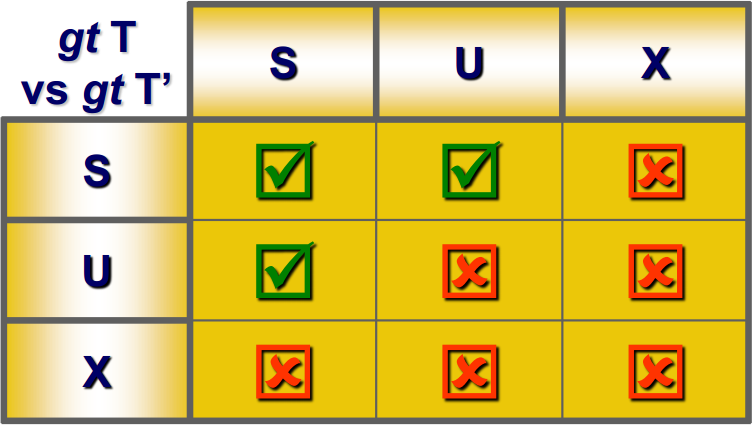 gt T
vs gt T’
S U X
S ☑ ☑ ☒
U ☑ ☒ ☒
X ☒ ☒ ☒